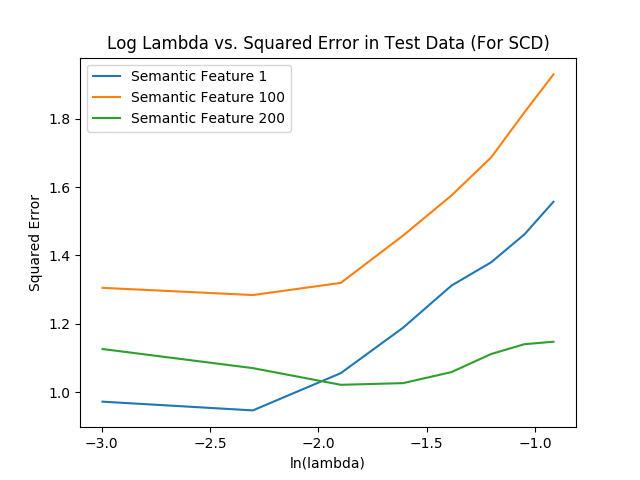 Log Lambda vs. Squared Error in Test Data (For SCD)
Semantic Feature 1
Semantic Feature 100
Semantic Feature 200
Squared Error
1.8
1.6
1.4
1.2
1.0
−3.0
−2.5
−2.0
−1.5
−1.0
ln(lambda)